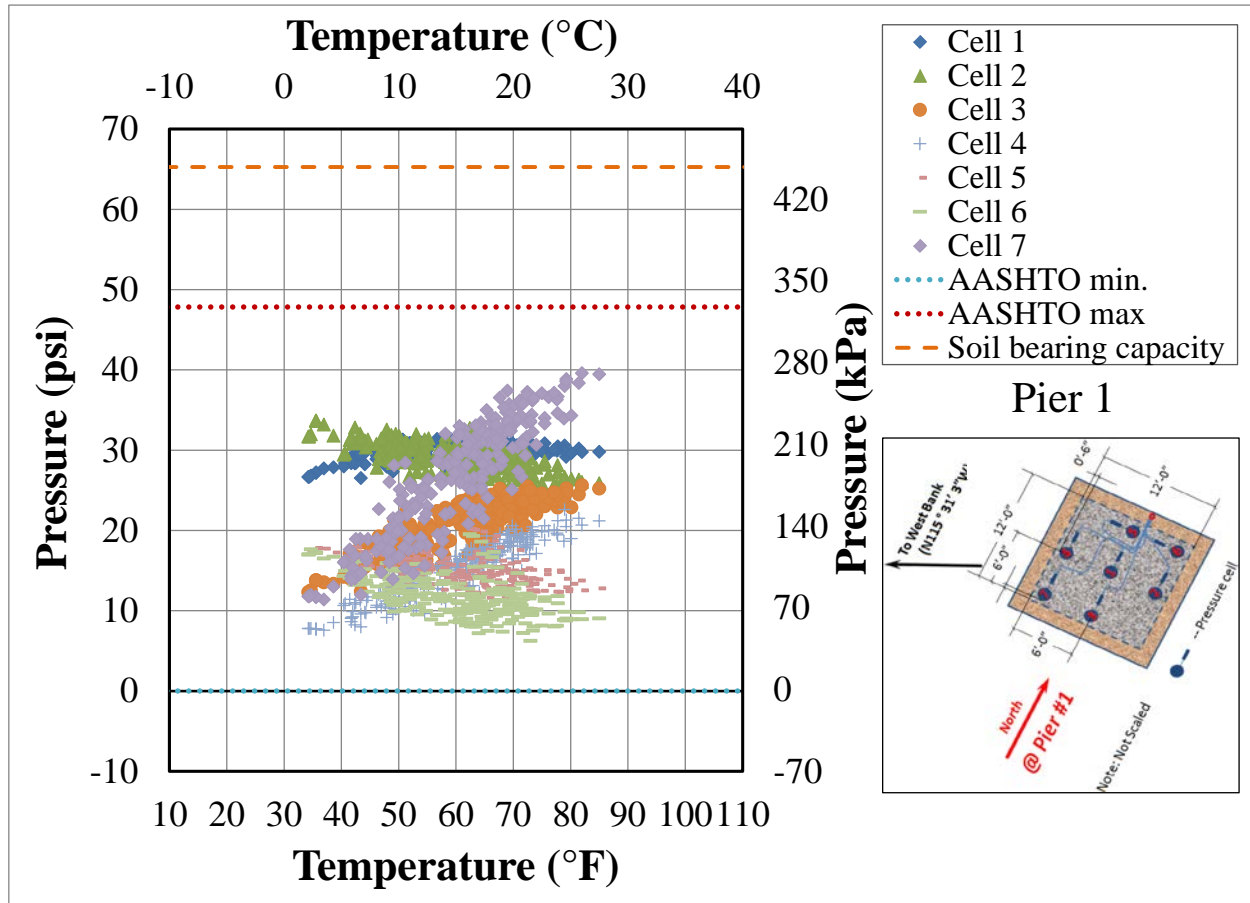 Temperature (°C)
-10 0 10 20 30 40
Pressure (psi)
70
60
50
40
30
20
10
0
-10
420
350
280
210
140
70
0
-70
Pressure (kPa)
10 20 30 40 50 60 70 80 90 100 110
Temperature (°F)
Cell 1
Cell 2
Cell 3
Cell 4
Cell 5
Cell 6
Cell 7
AASHTO min.
AASHTO max
Soil bearing capacity
Pier 1
To West Bank
(N115° 31' 3"W)
0'-6"
12'-0"
12'-0"
6'-0"
6'-0"
-- Pressure cell
North
@ Pier #1
Note: Not Scaled